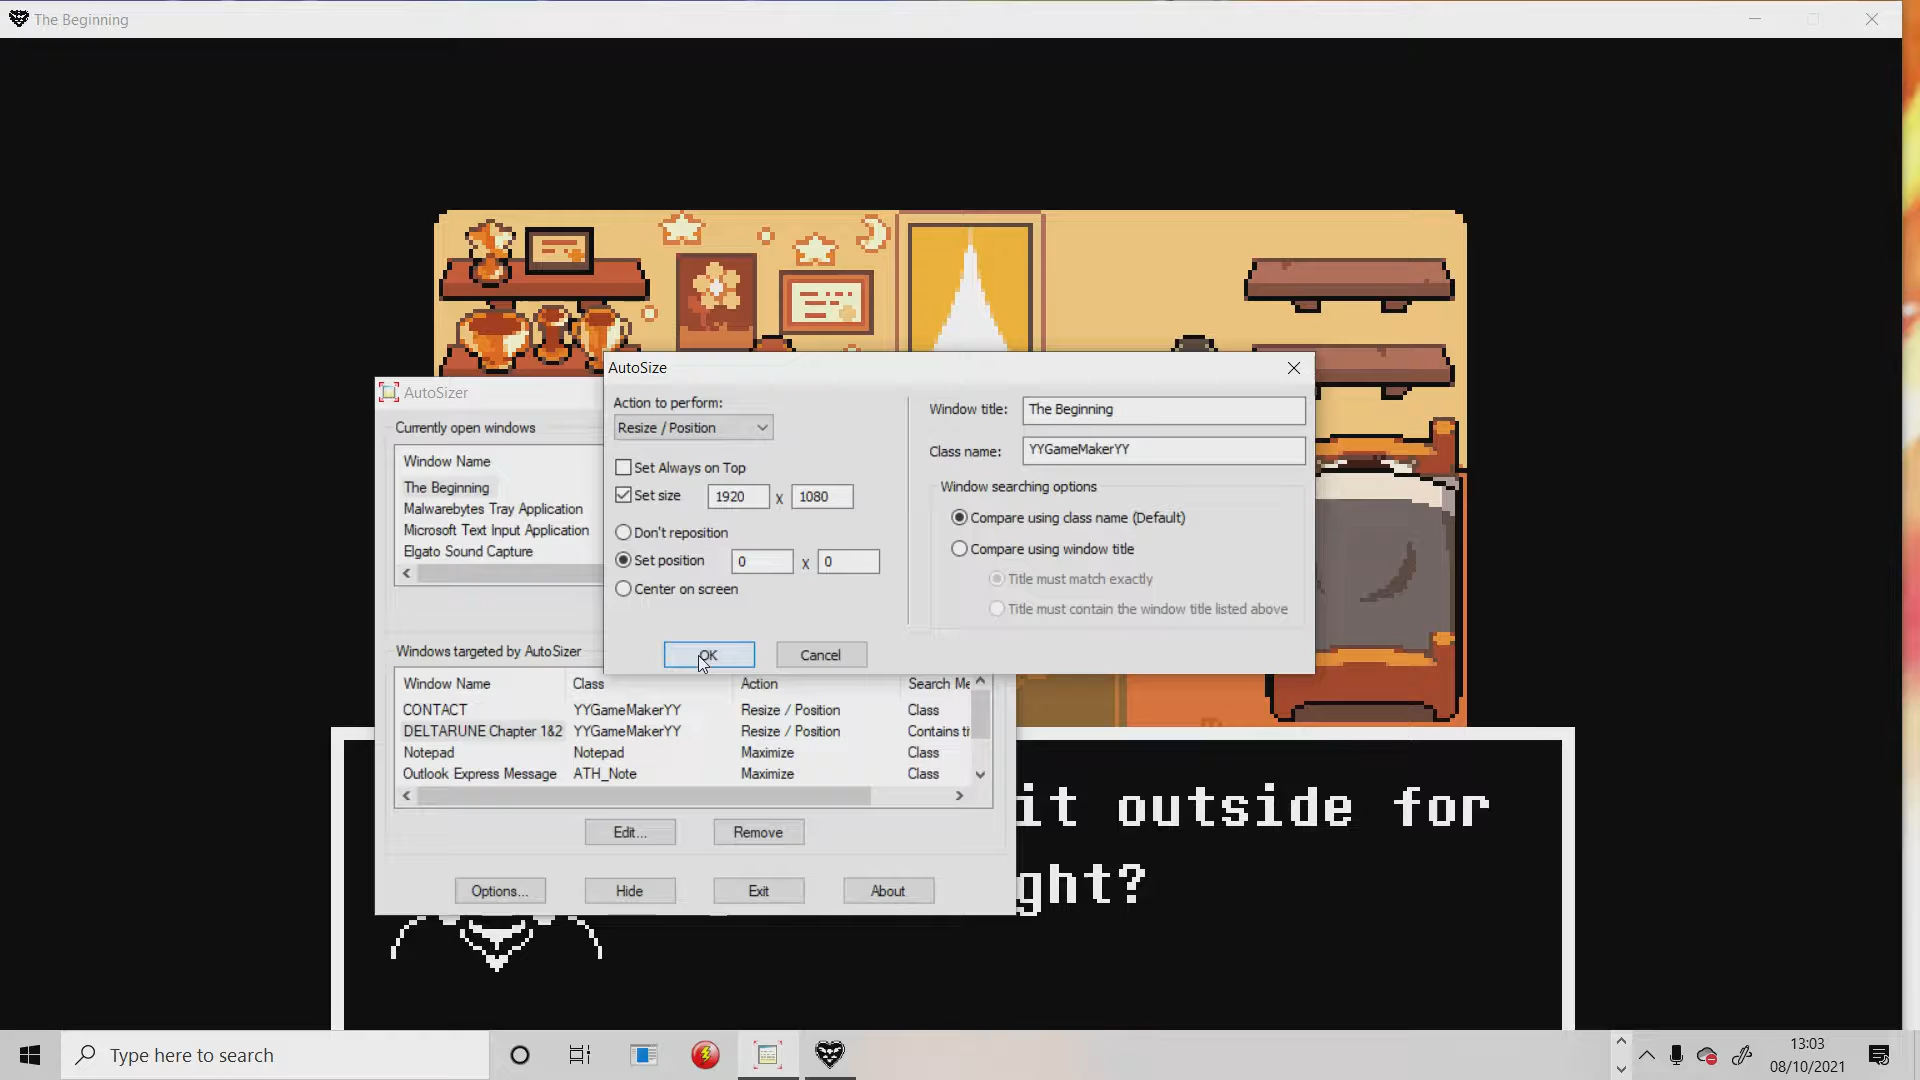 The Beginning
AutoSize
AutoSizer
Action to perform:
Resize / Position
Set Always on Top
Set size 1920 x 1080
Don't reposition
Set position 0 x 0
Center on screen
OK Cancel
Window title: The Beginning
Class name: YYGameMakerYY
Window searching options
Compare using class name (Default)
Compare using window title
Title must match exactly
Title must contain the window title listed above
Currently open windows
Window Name
The Beginning
Malwarebytes Tray Application
Microsoft Text Input Application
Elgato Sound Capture
Windows targeted by AutoSizer
Window Name Class Action Search Me
CONTACT YYGameMakerYY Resize / Position Class
DELTARUNE Chapter 1&2 YYGameMakerYY Resize / Position Contains ti
Notepad Notepad Maximize Class
Outlook Express Message ATH_Note Maximize Class
Edit... Remove
Options... Hide Exit About
it outside for
ght?
Type here to search
13:03
08/10/2021